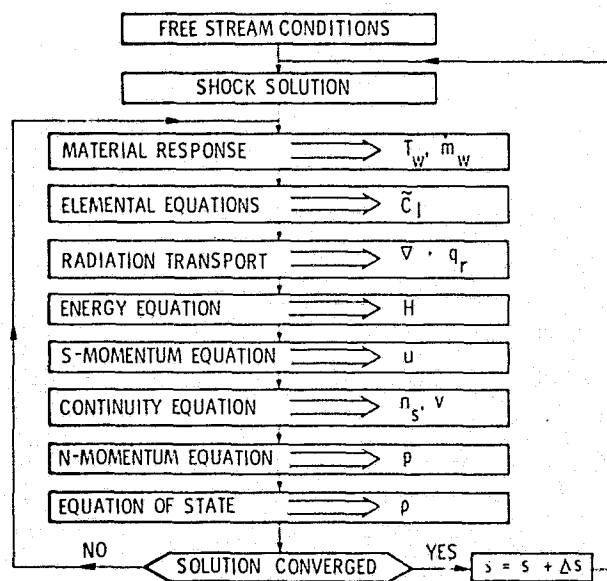 FREE STREAM CONDITIONS
SHOCK SOLUTION
MATERIAL RESPONSE T_w, ṁ_w
ELEMENTAL EQUATIONS C̃_l
RADIATION TRANSPORT ∇ · q_r
ENERGY EQUATION H
S-MOMENTUM EQUATION u
CONTINUITY EQUATION n_s, v
N-MOMENTUM EQUATION p
EQUATION OF STATE ρ
NO SOLUTION CONVERGED YES s = s + Δs